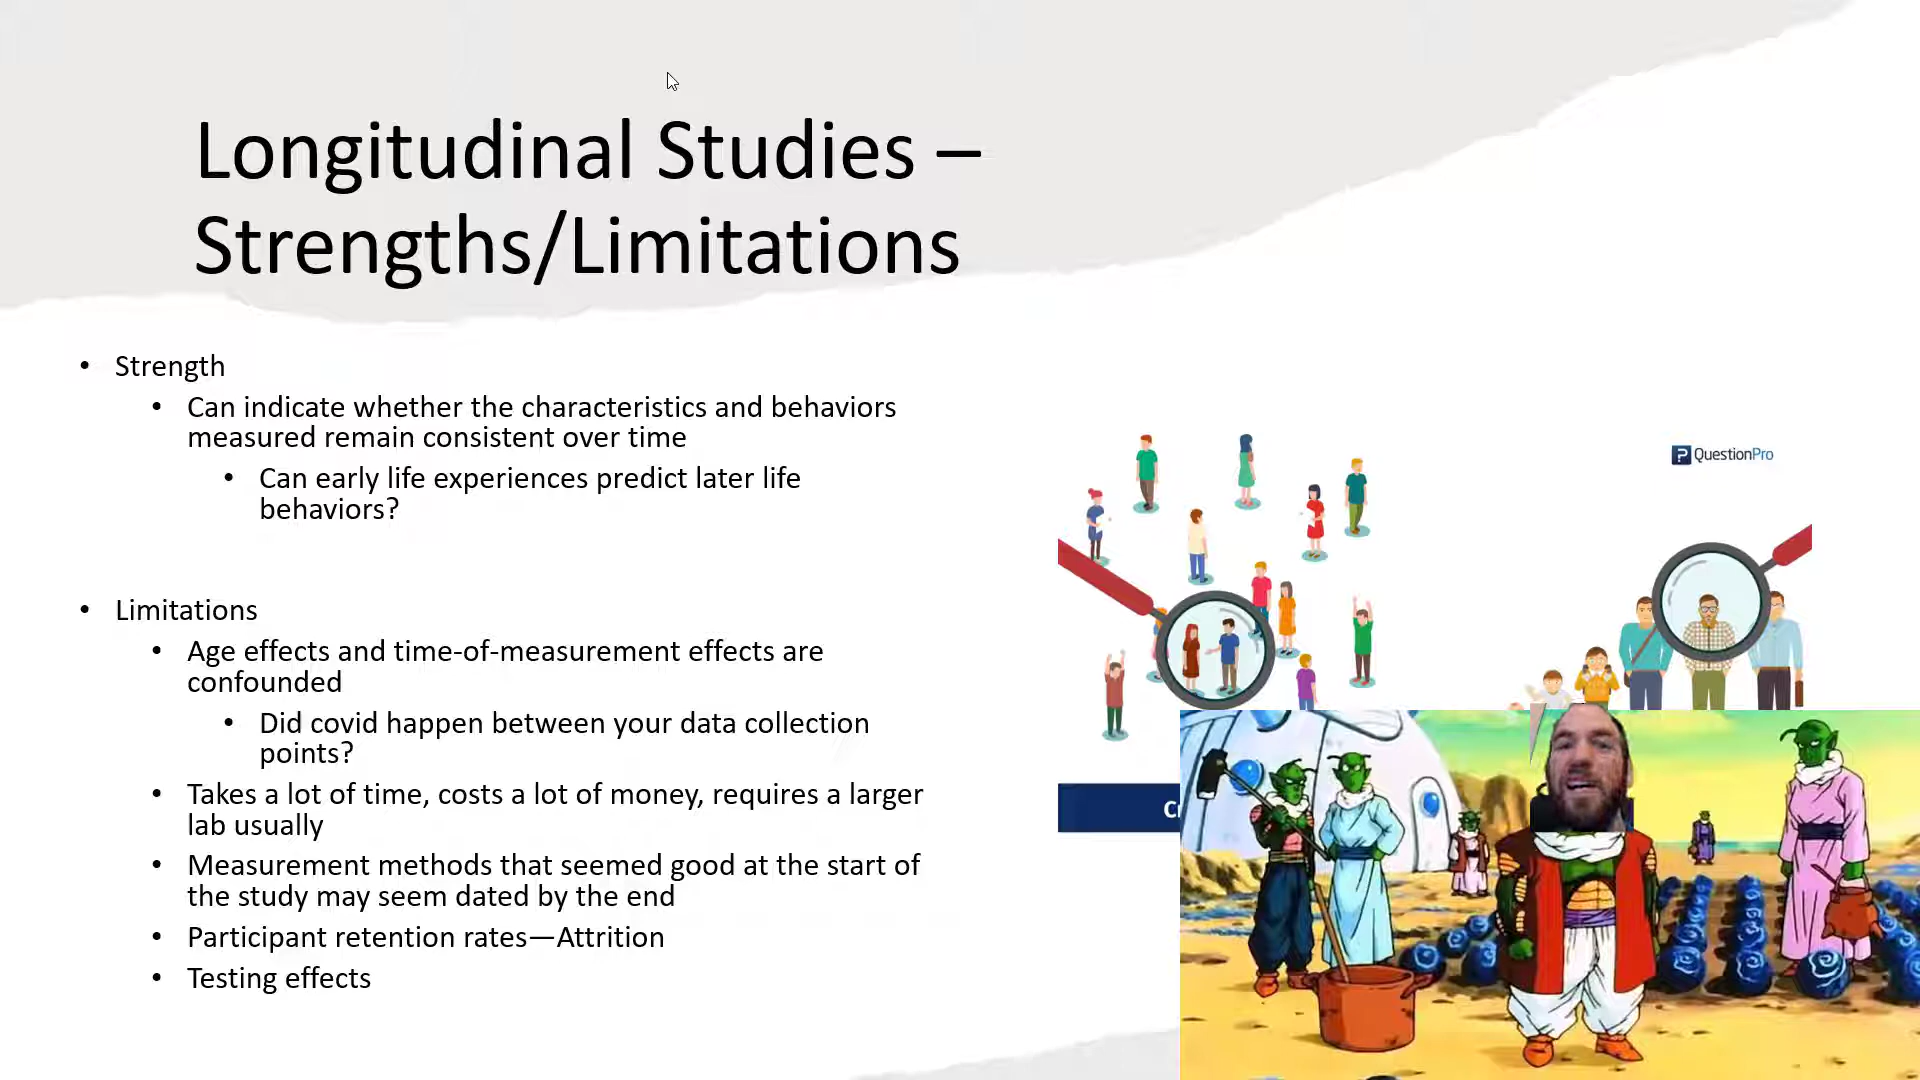 Longitudinal Studies –
Strengths/Limitations
• Strength
• Can indicate whether the characteristics and behaviors
measured remain consistent over time
• Can early life experiences predict later life
behaviors?
• Limitations
• Age effects and time-of-measurement effects are
confounded
• Did covid happen between your data collection
points?
• Takes a lot of time, costs a lot of money, requires a larger
lab usually
• Measurement methods that seemed good at the start of
the study may seem dated by the end
• Participant retention rates—Attrition
• Testing effects
QuestionPro